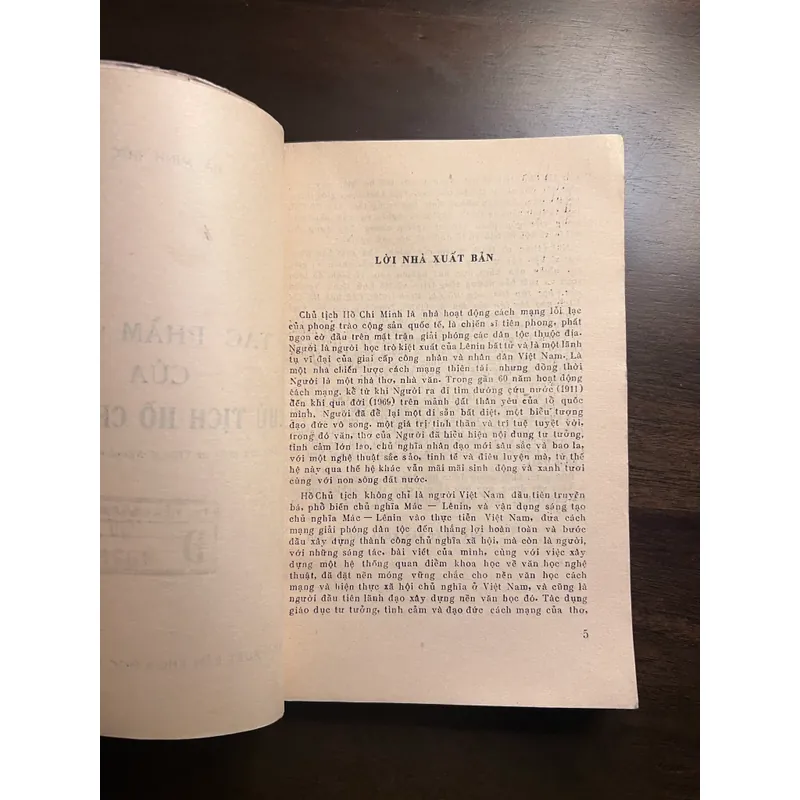 LỜI NHÀ XUẤT BẢN
Chủ tịch Hồ Chí Minh là nhà hoạt động cách mạng lỗi lạc
của phong trào cộng sản quốc tế, là chiến sĩ tiên phong, phất
ngọn cờ đầu trên mặt trận giải phóng các dân tộc thuộc địa.
Người là người học trò kiệt xuất của Lênin bất tử và là một lãnh
tụ vĩ đại của giai cấp công nhân và nhân dân Việt Nam. Là
một nhà chiến lược cách mạng thiên tài, nhưng đồng thời
Người là một nhà thơ, nhà văn. Trong gần 60 năm hoạt động
cách mạng, kể từ khi Người ra đi tìm đường cứu nước (1911)
đến khi qua đời (1969) trên mảnh đất thân yêu của tổ quốc
mình, Người đã để lại một di sản bất diệt, một biểu tượng
đạo đức vô song, một giá trị tinh thần và trí tuệ tuyệt vời,
trong đó văn, thơ của Người đã biểu hiện nội dung tư tưởng,
tình cảm lớn lao, chủ nghĩa nhân đạo mới sâu sắc và bao la,
với một nghệ thuật sắc sảo, tinh tế và điêu luyện mà, từ thế
hệ này qua thế hệ khác vẫn mãi mãi sinh động và xanh tươi
cùng với non sông đất nước.
Hồ Chủ tịch không chỉ là người Việt Nam đầu tiên truyền
bá, phổ biến chủ nghĩa Mác — Lênin, và vận dụng sáng tạo
chủ nghĩa Mác — Lênin vào thực tiễn Việt Nam, đưa cách
mạng giải phóng dân tộc đến thắng lợi hoàn toàn và bước
đầu xây dựng thành công chủ nghĩa xã hội, mà còn là người,
với những sáng tác, bài viết của mình, cùng với việc xây
dựng một hệ thống quan điểm khoa học về văn học nghệ
thuật, đã đặt nền móng vững chắc cho nền văn học cách
mạng và hiện thực xã hội chủ nghĩa ở Việt Nam, và cũng là
người đầu tiên lãnh đạo xây dựng nền văn học đó. Tác dụng
giáo dục tư tưởng, tình cảm và đạo đức cách mạng của thơ,
5
TÁC PHẨM
CỦA
CHỦ TỊCH HỒ CH